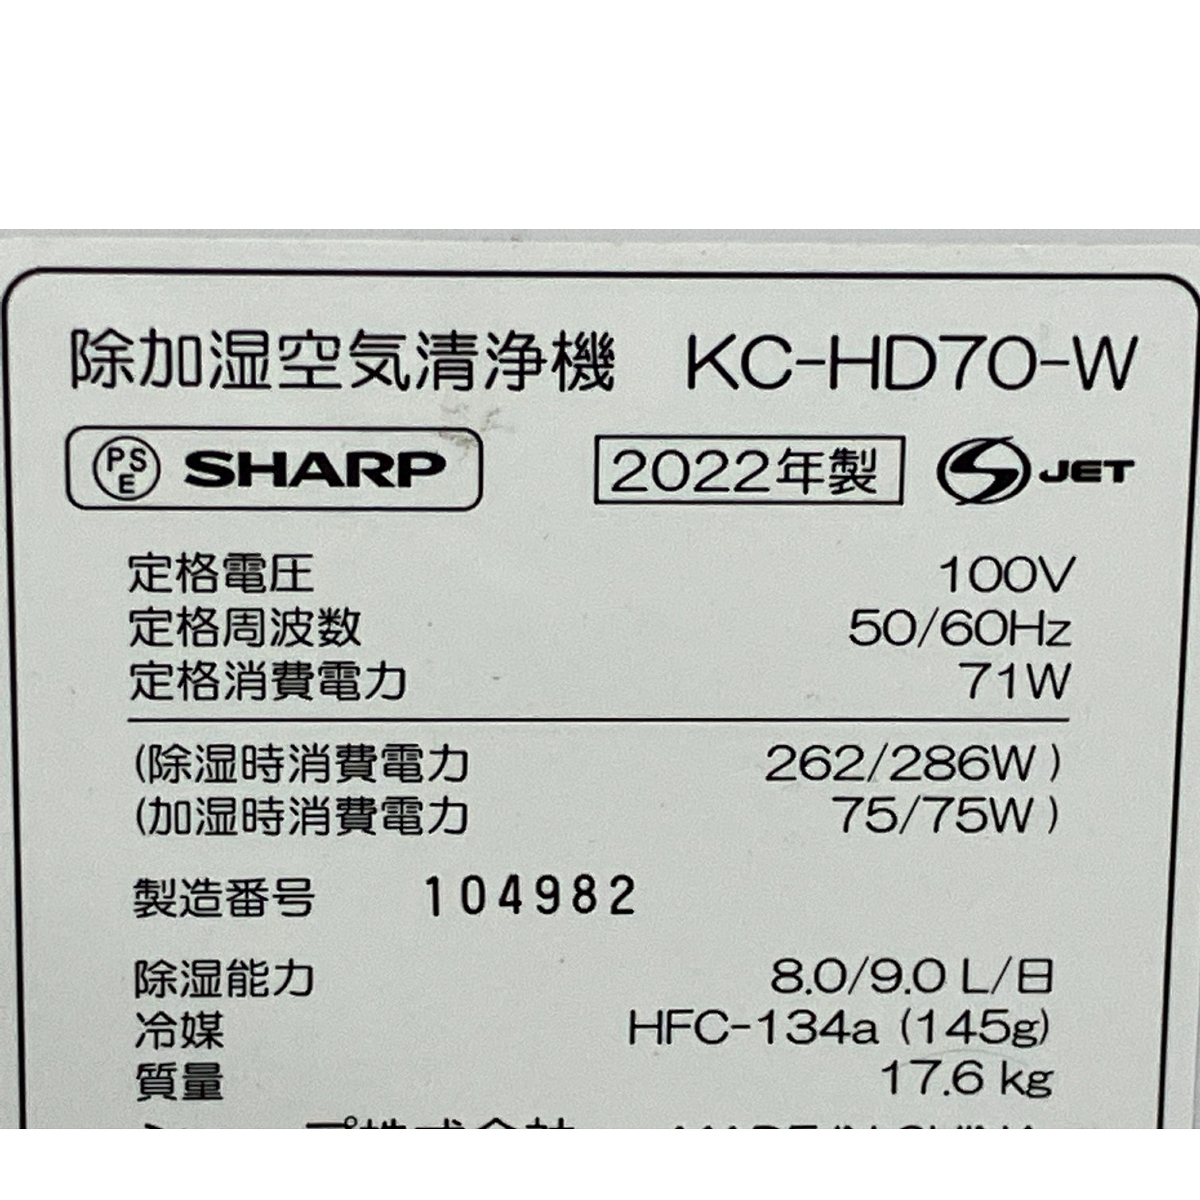 除加湿空気清浄機 KC-HD70-W
PSE SHARP 2022年製 S JET
定格電圧 100V
定格周波数 50/60Hz
定格消費電力 71W
(除湿時消費電力 262/286W)
(加湿時消費電力 75/75W)
製造番号 104982
除湿能力 8.0/9.0 L/日
冷媒 HFC-134a (145g)
質量 17.6 kg